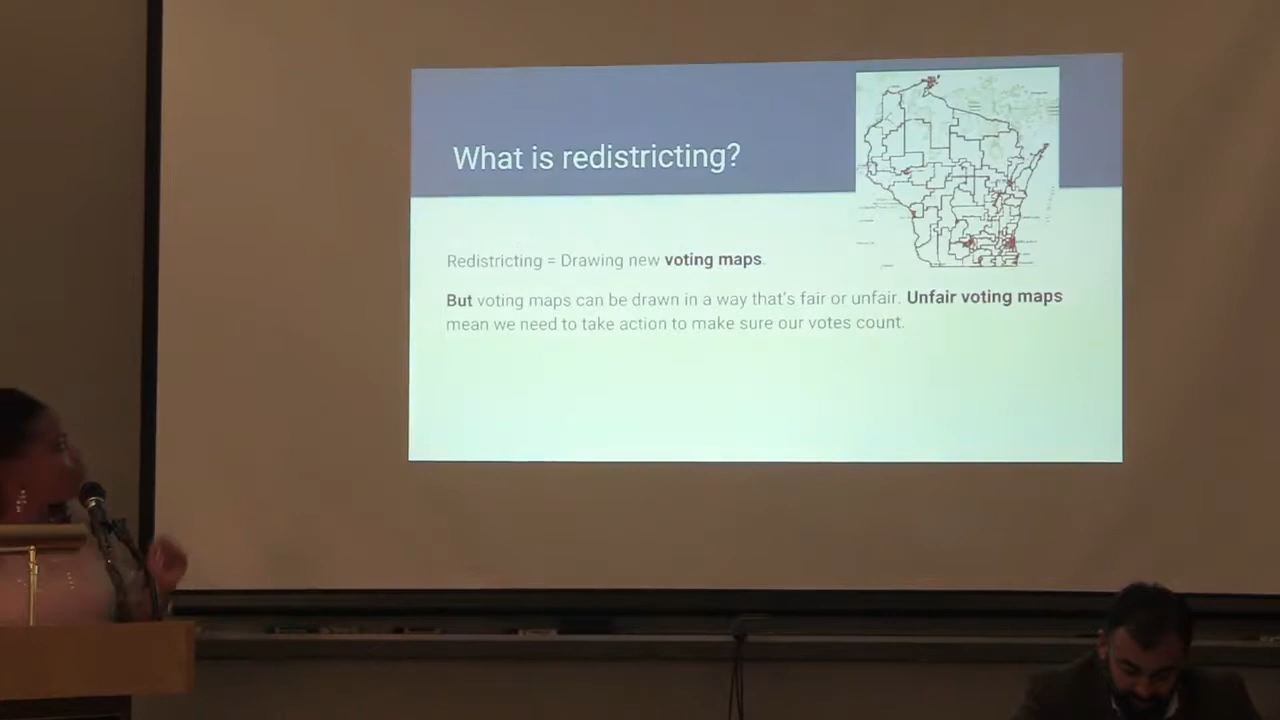 What is redistricting?
Redistricting = Drawing new voting maps.
But voting maps can be drawn in a way that's fair or unfair. Unfair voting maps
mean we need to take action to make sure our votes count.